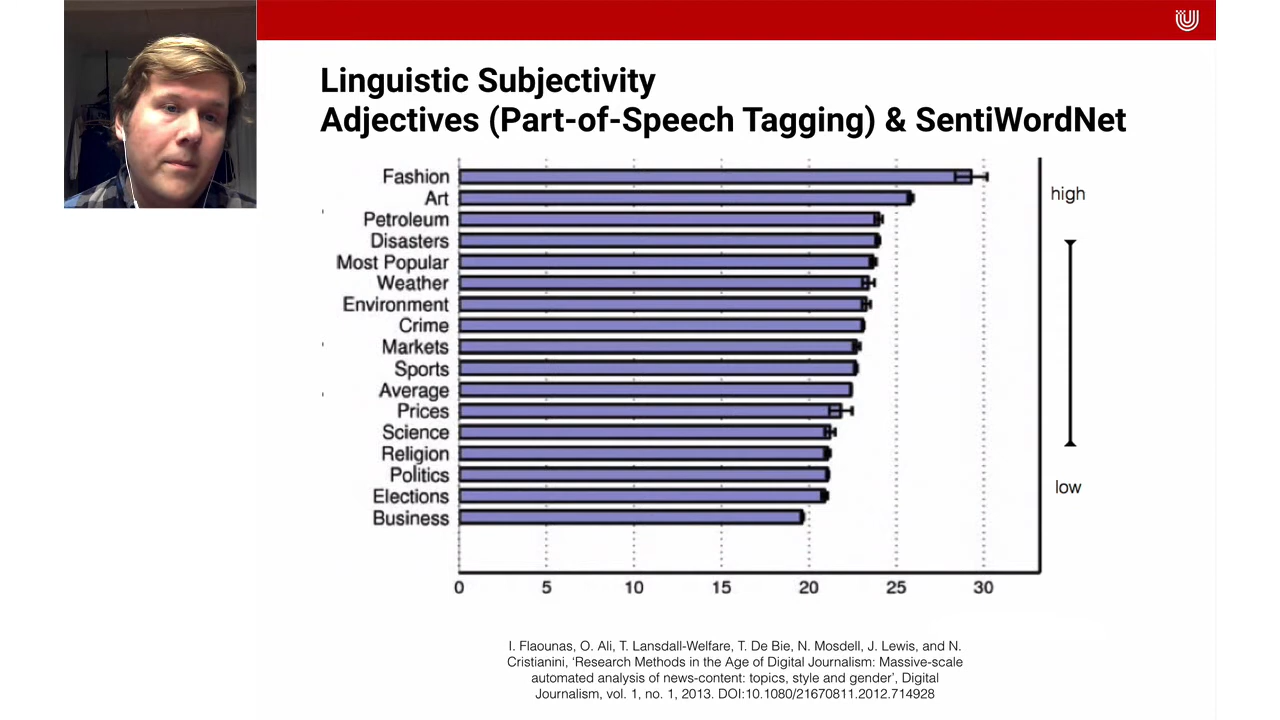 Linguistic Subjectivity
Adjectives (Part-of-Speech Tagging) & SentiWordNet
Fashion
Art
Petroleum
Disasters
Most Popular
Weather
Environment
Crime
Markets
Sports
Average
Prices
Science
Religion
Politics
Elections
Business
0 5 10 15 20 25 30
high
low
I. Flaounas, O. Ali, T. Lansdall-Welfare, T. De Bie, N. Mosdell, J. Lewis, and N.
Cristianini, ‘Research Methods in the Age of Digital Journalism: Massive-scale
automated analysis of news-content: topics, style and gender’, Digital
Journalism, vol. 1, no. 1, 2013. DOI:10.1080/21670811.2012.714928